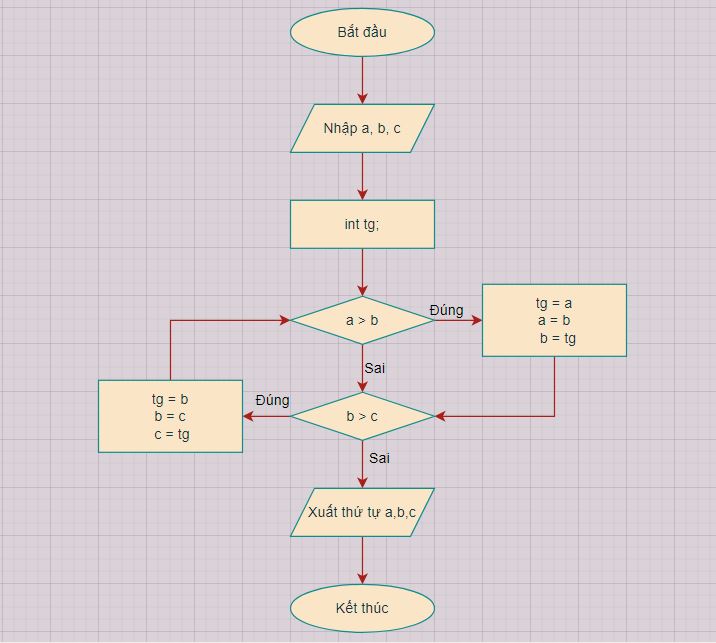 Bắt đầu
Nhập a, b, c
int tg;
a > b
Đúng
tg = a
a = b
b = tg
Sai
b > c
Đúng
tg = b
b = c
c = tg
Sai
Xuất thứ tự a,b,c
Kết thúc